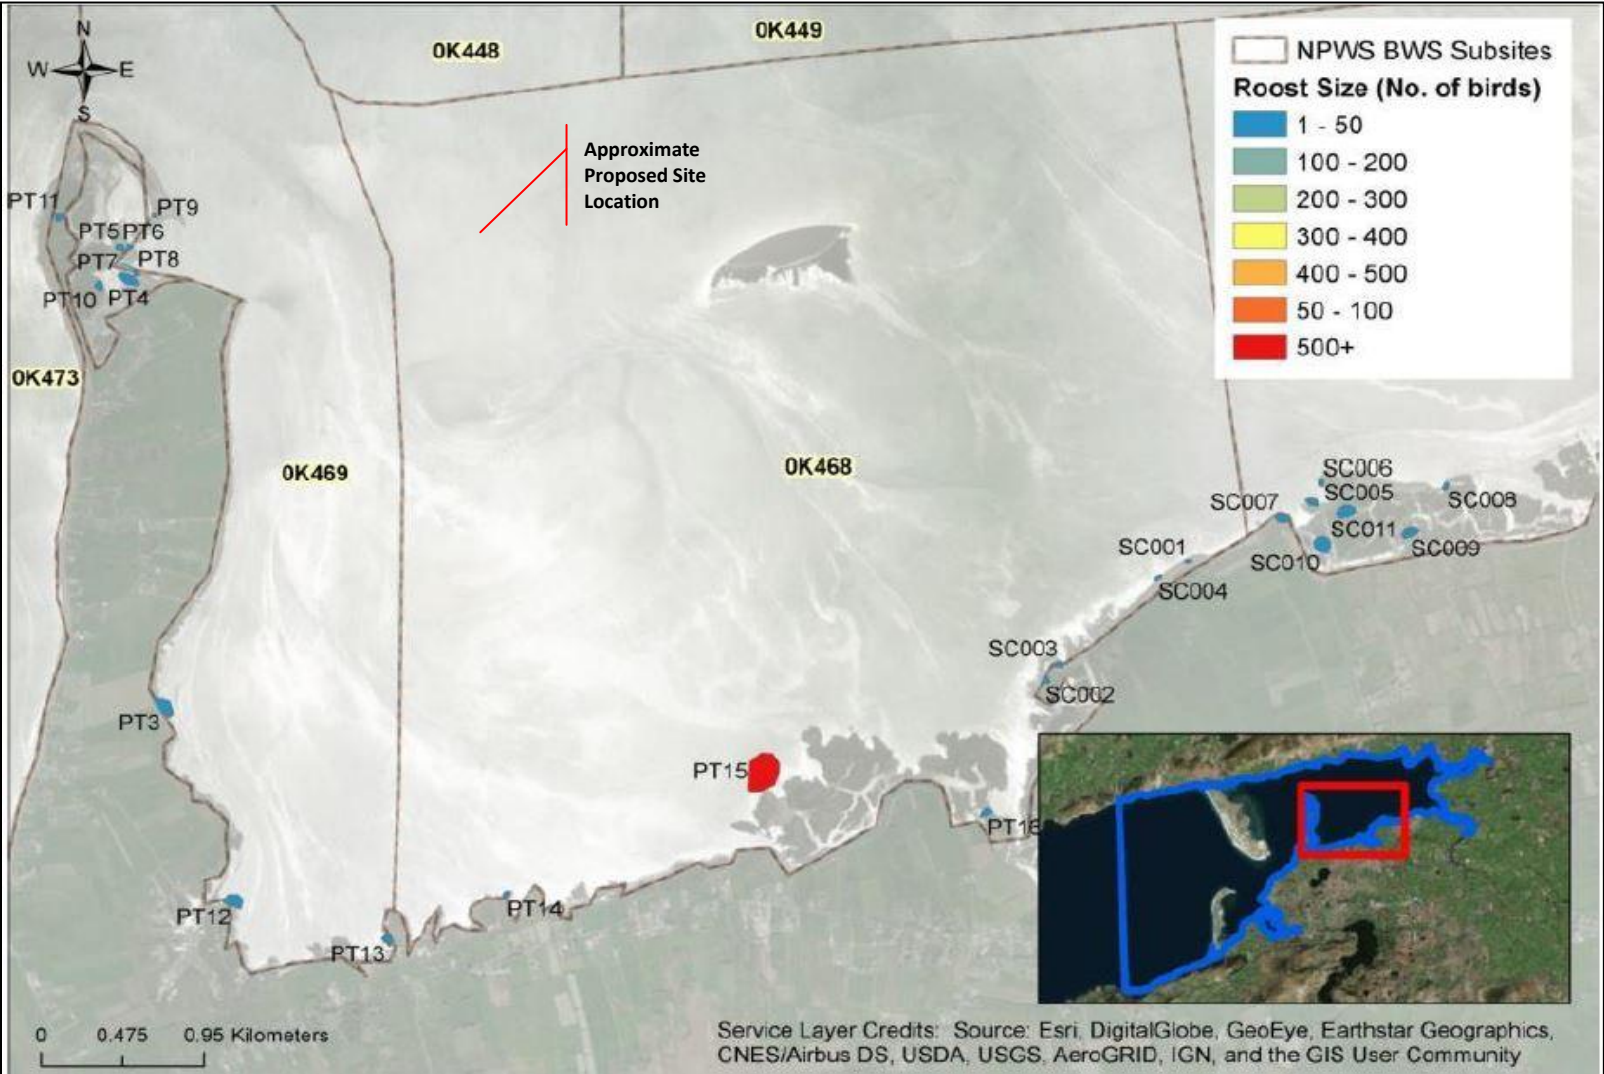 N
W E
S
0K448
0K449
Approximate
Proposed Site
Location
NPWS BWS Subsites
Roost Size (No. of birds)
1 - 50
100 - 200
200 - 300
300 - 400
400 - 500
50 - 100
500+
PT11
PT9
PT5
PT6
PT7
PT8
PT10
PT4
0K473
0K469
0K468
SC006
SC005
SC008
SC007
SC011
SC009
SC010
SC001
SC004
SC003
SC002
PT3
PT15
PT16
PT12
PT14
PT13
0 0.475 0.95 Kilometers
Service Layer Credits: Source: Esri, DigitalGlobe, GeoEye, Earthstar Geographics,
CNES/Airbus DS, USDA, USGS, AeroGRID, IGN, and the GIS User Community